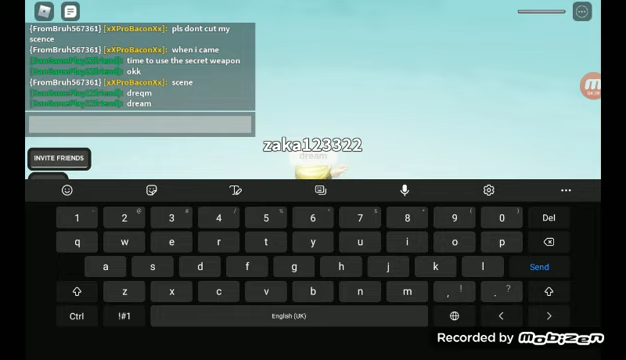 {FromBruh567361} [xXProBaconXx]: pls dont cut my
scence
{FromBruh567361} [xXProBaconXx]: when i came
time to use the secret weapon
okk
{FromBruh567361} [xXProBaconXx]: scene
dreqm
dream
zaka123322
dream
INVITE FRIENDS
1 2 3 4 5 6 7 8 9 0 Del
q w e r t y u i o p
a s d f g h j k l Send
z x c v b n m , ! . ?
Ctrl !#1 English (UK) < >
Recorded by mobizen